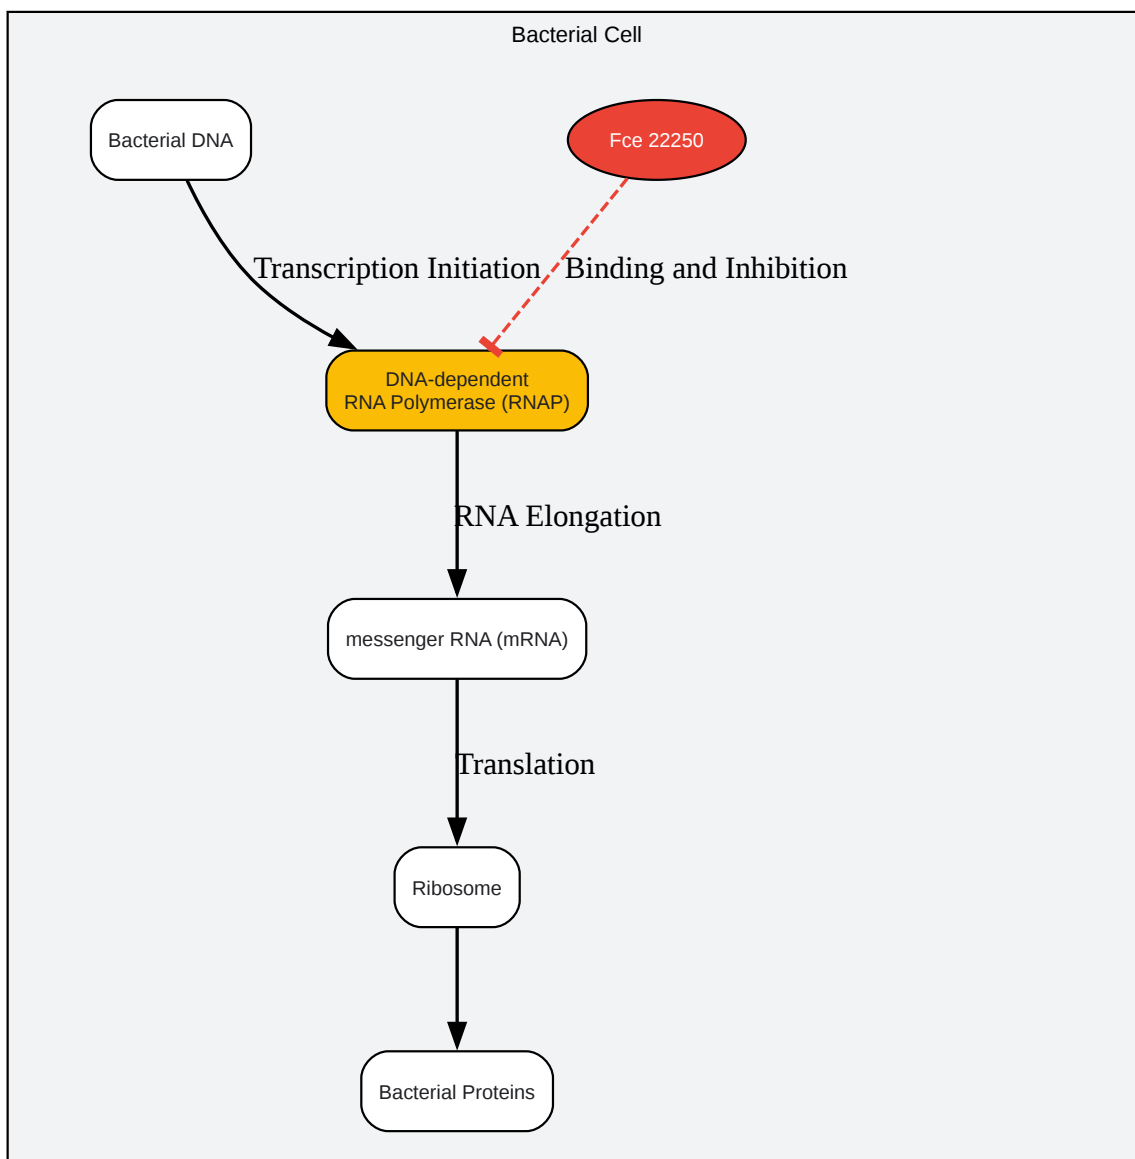 Bacterial Cell
Bacterial DNA
Fce 22250
Transcription Initiation
Binding and Inhibition
DNA-dependent
RNA Polymerase (RNAP)
RNA Elongation
messenger RNA (mRNA)
Translation
Ribosome
Bacterial Proteins